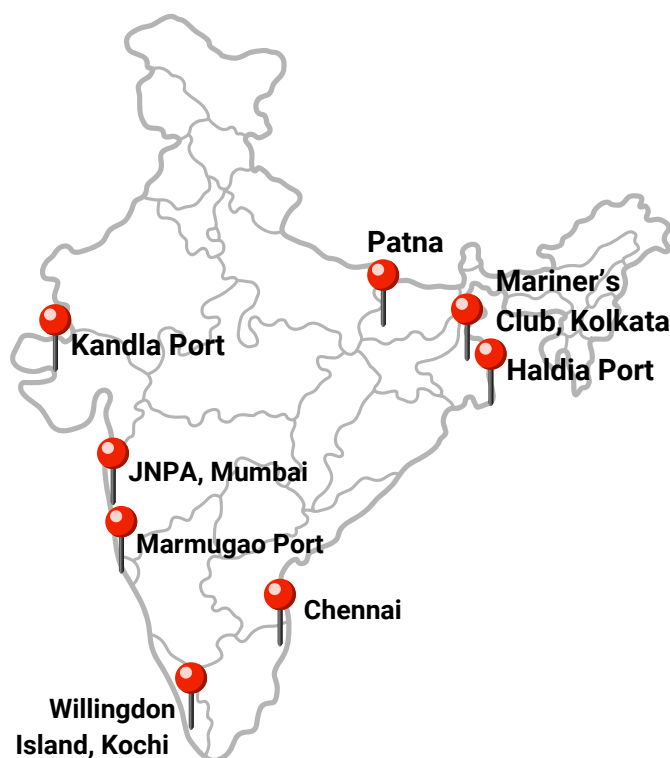 Patna
Mariner’s
Club, Kolkata
Kandla Port
Haldia Port
JNPA, Mumbai
Marmugao Port
Chennai
Willingdon
Island, Kochi